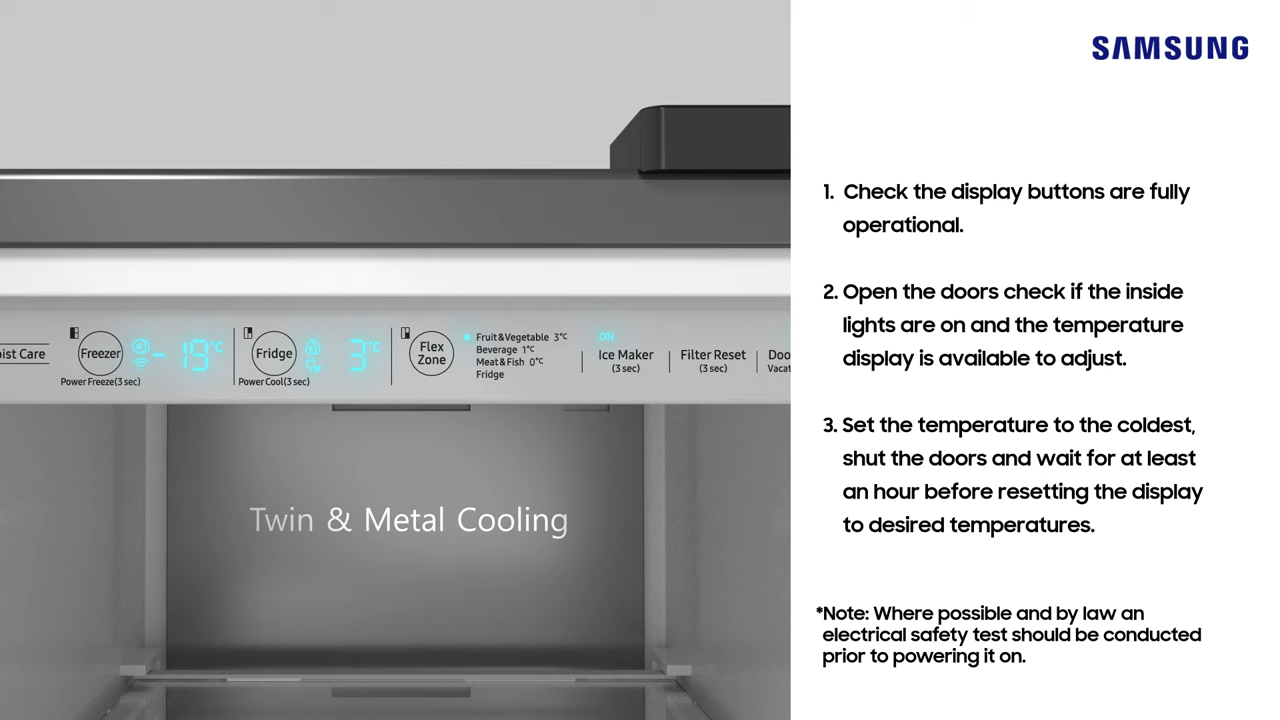 SAMSUNG
1. Check the display buttons are fully
operational.
2. Open the doors check if the inside
lights are on and the temperature
display is available to adjust.
3. Set the temperature to the coldest,
shut the doors and wait for at least
an hour before resetting the display
to desired temperatures.
*Note: Where possible and by law an
electrical safety test should be conducted
prior to powering it on.
Care
Freezer
Power Freeze(3 sec)
-19°C
Fridge
Power Cool(3 sec)
3°C
Flex
Zone
Fruit&Vegetable 3°C
Beverage 1°C
Meat&Fish 0°C
Fridge
ON
Ice Maker
(3 sec)
Filter Reset
(3 sec)
Twin & Metal Cooling